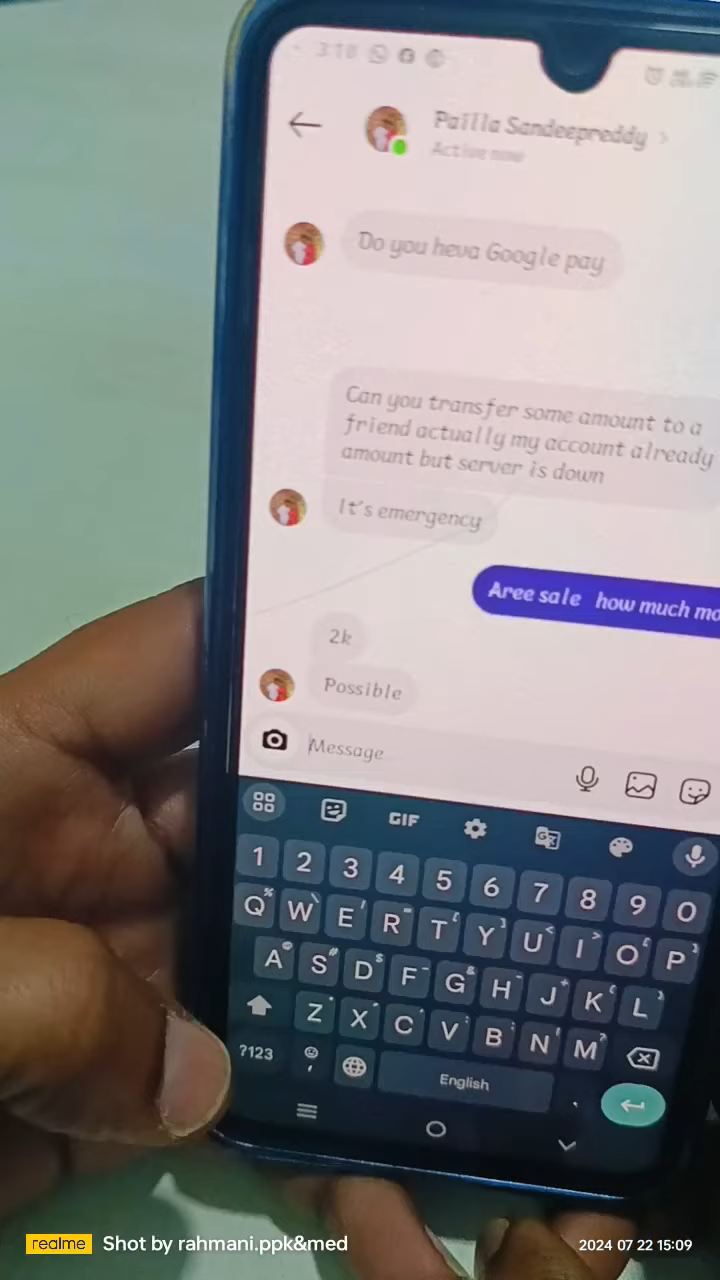 3:10
Pailla Sandeepreddy >
Active now
Do you heva Google pay
Can you transfer some amount to a
friend actually my account already
amount but server is down
It's emergency
Aree sale how much mo
2k
Possible
Message
GIF
1 2 3 4 5 6 7 8 9 0
Q W E R T Y U I O P
A S D F G H J K L
Z X C V B N M
?123 English
realme Shot by rahmani.ppk&med 2024 07 22 15:09